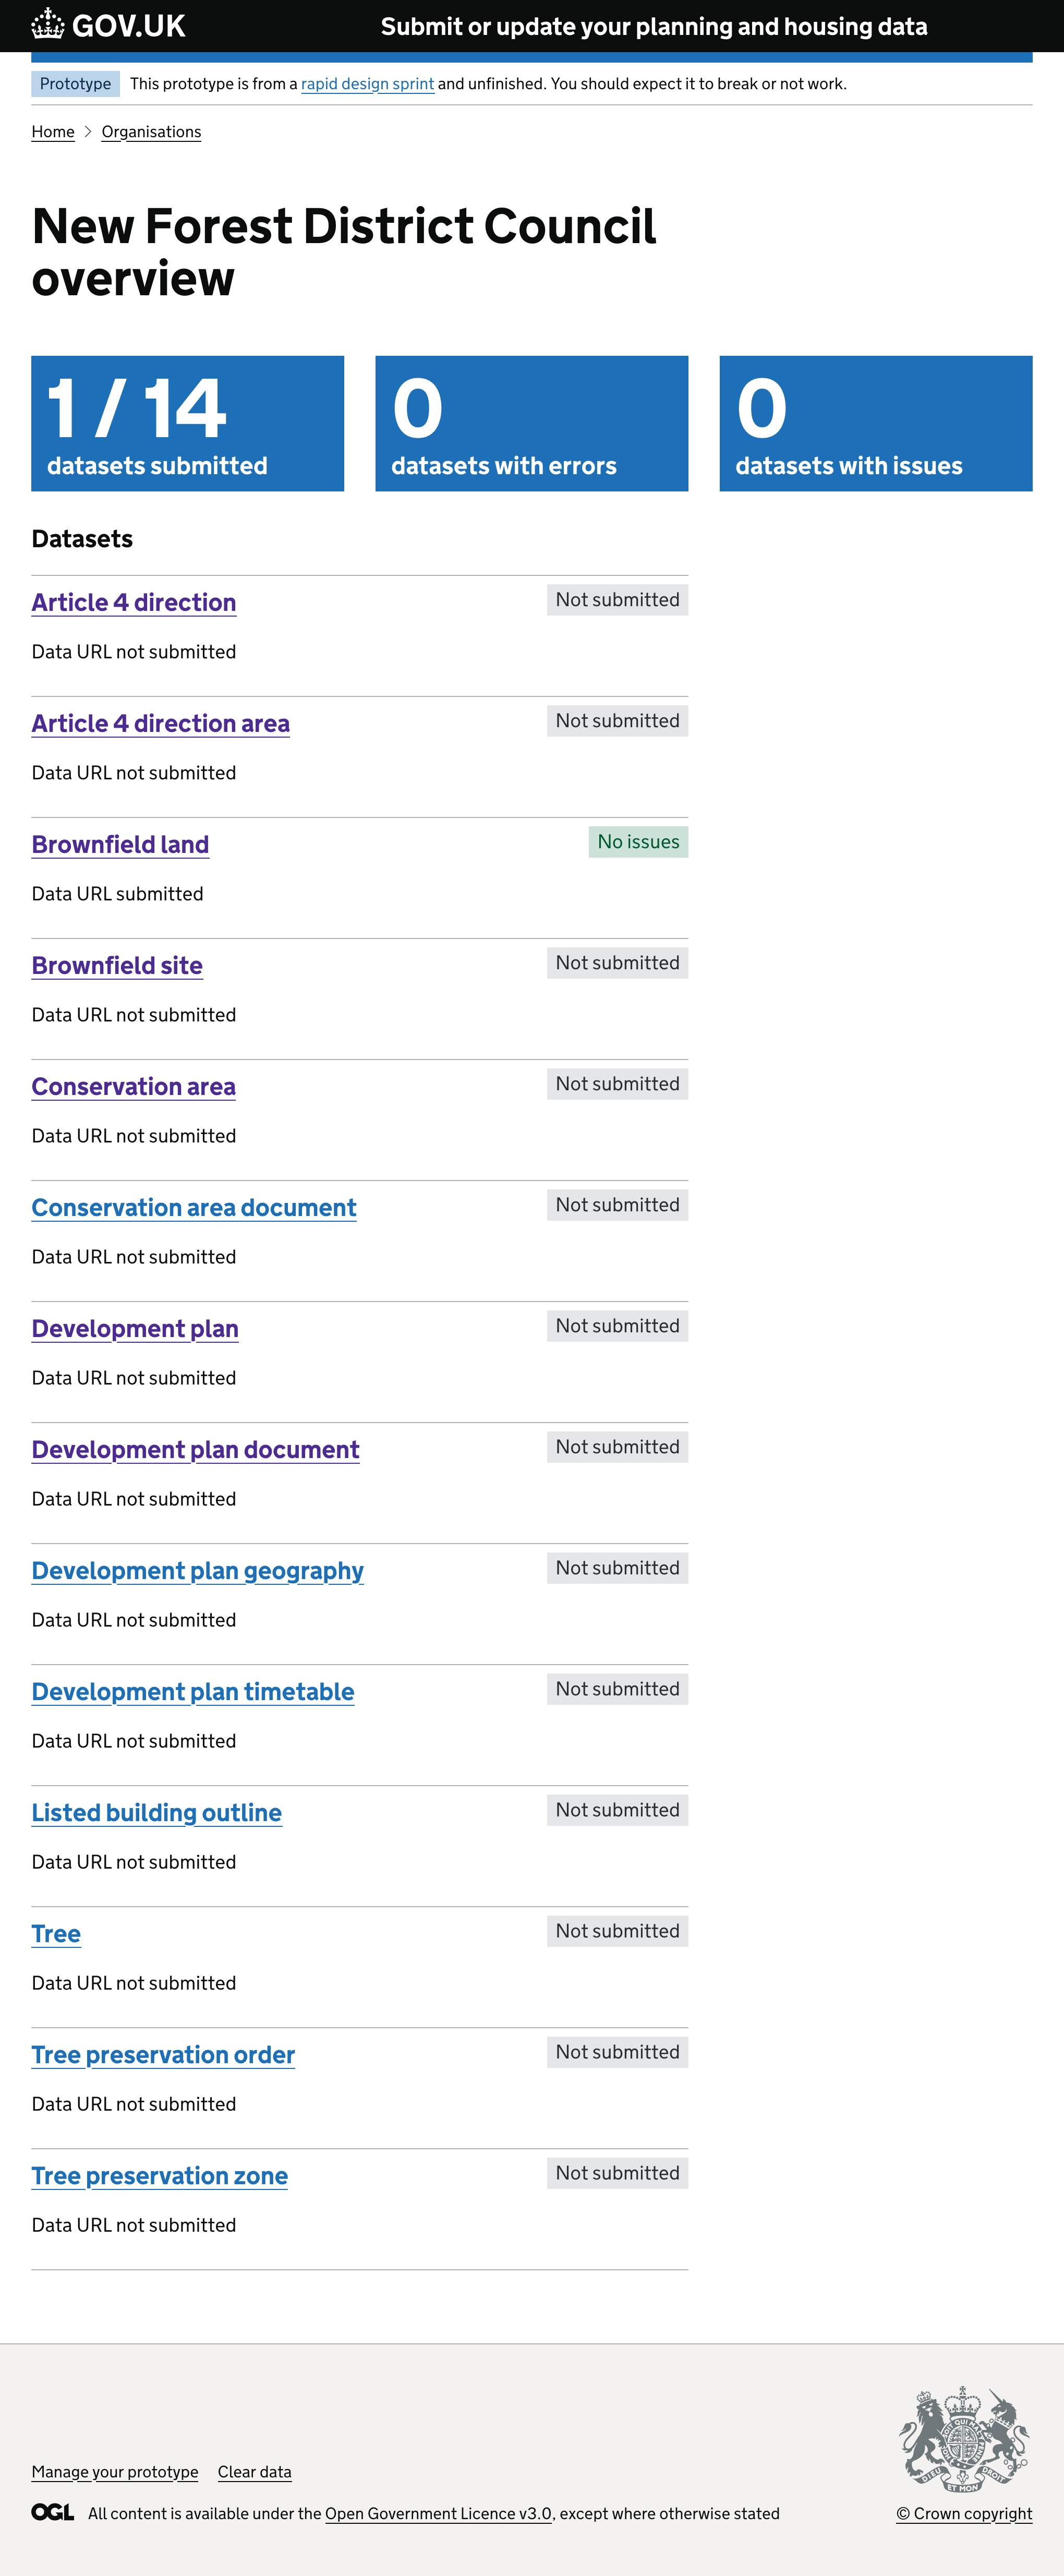 GOV.UK
Submit or update your planning and housing data
Prototype This prototype is from a rapid design sprint and unfinished. You should expect it to break or not work.
Home > Organisations
New Forest District Council
overview
1 / 14
datasets submitted
0
datasets with errors
0
datasets with issues
Datasets
Article 4 direction
Not submitted
Data URL not submitted
Article 4 direction area
Not submitted
Data URL not submitted
Brownfield land
No issues
Data URL submitted
Brownfield site
Not submitted
Data URL not submitted
Conservation area
Not submitted
Data URL not submitted
Conservation area document
Not submitted
Data URL not submitted
Development plan
Not submitted
Data URL not submitted
Development plan document
Not submitted
Data URL not submitted
Development plan geography
Not submitted
Data URL not submitted
Development plan timetable
Not submitted
Data URL not submitted
Listed building outline
Not submitted
Data URL not submitted
Tree
Not submitted
Data URL not submitted
Tree preservation order
Not submitted
Data URL not submitted
Tree preservation zone
Not submitted
Data URL not submitted
Manage your prototype Clear data
OGL All content is available under the Open Government Licence v3.0, except where otherwise stated
DIEU ET MON DROIT
© Crown copyright